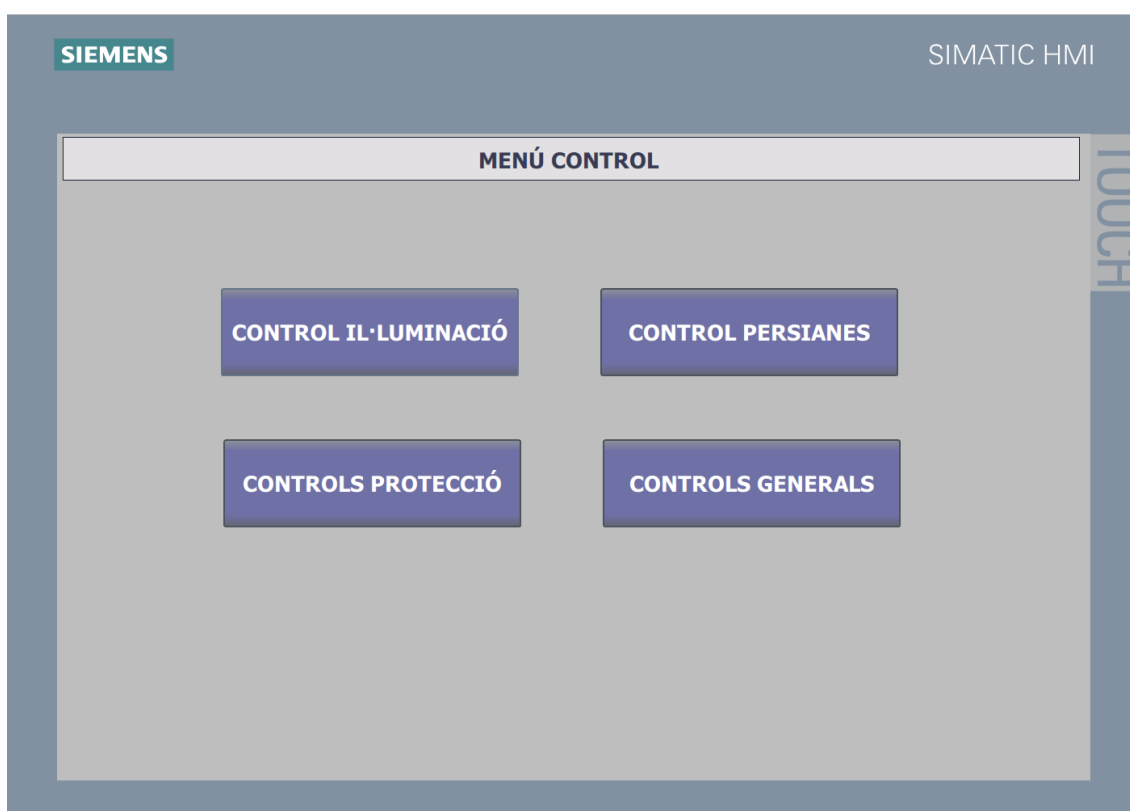 SIEMENS
SIMATIC HMI
MENÚ CONTROL
TOUCH
CONTROL IL·LUMINACIÓ
CONTROL PERSIANES
CONTROLS PROTECCIÓ
CONTROLS GENERALS